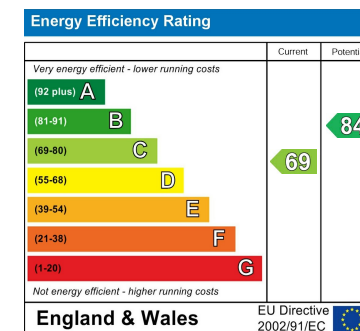 Energy Efficiency Rating
Current
Very energy efficient - lower running costs
(92 plus) A
(81-91) B
84
(69-80) C
69
(55-68) D
(39-54) E
(21-38) F
(1-20) G
Not energy efficient - higher running costs
England & Wales
EU Directive
2002/91/EC